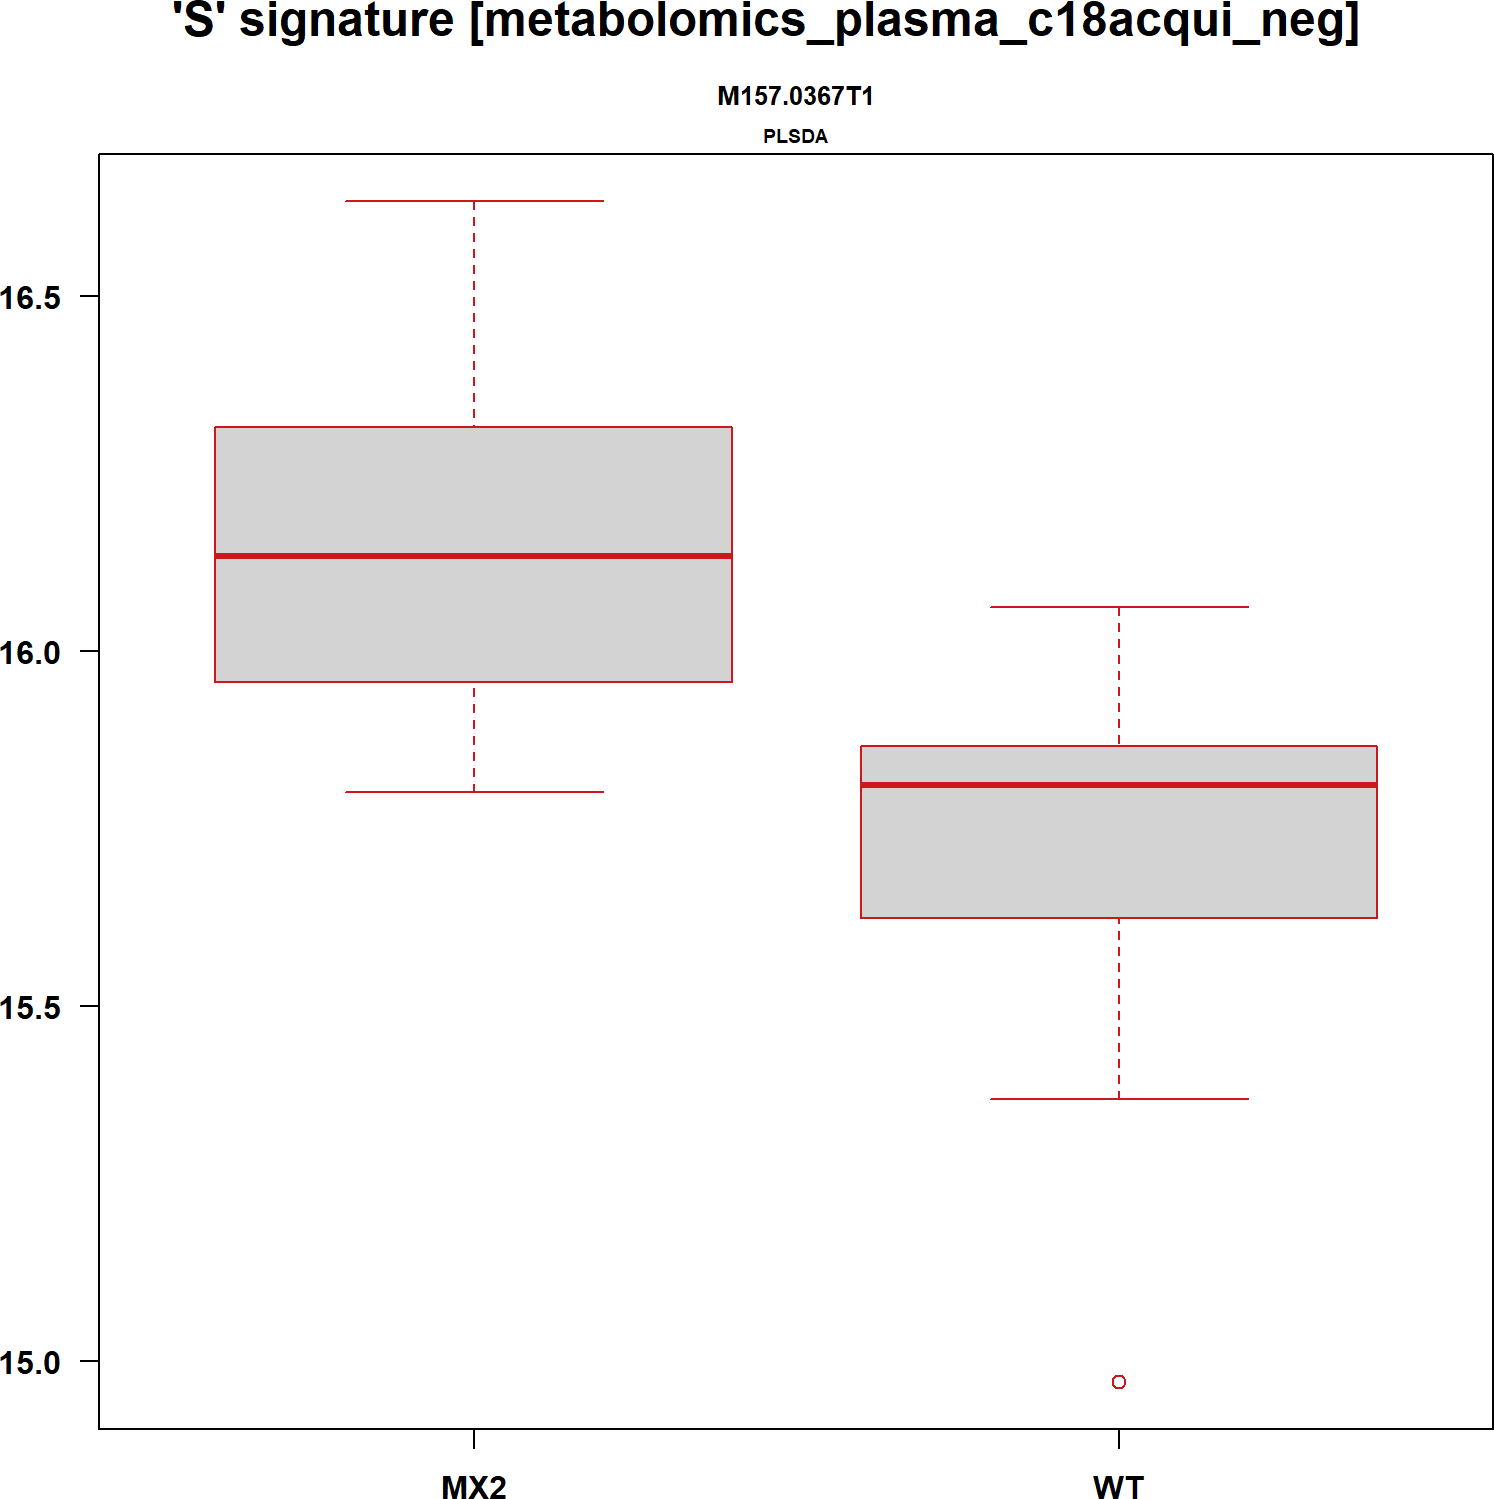 'S' signature [metabolomics_plasma_c18acqui_neg]
M157.0367T1
PLSDA
16.5
16.0
15.5
15.0
MX2
WT